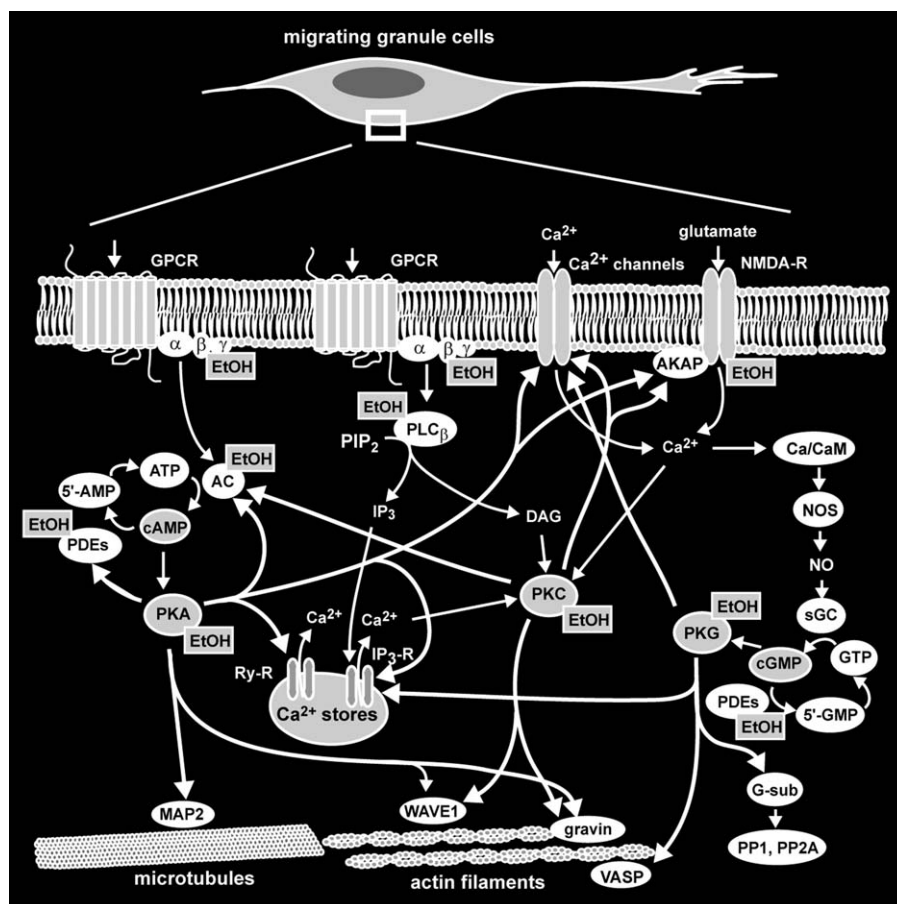 migrating granule cells
Ca²⁺
glutamate
GPCR
GPCR
Ca²⁺ channels
NMDA-R
α
β
γ
EtOH
α
β
γ
EtOH
AKAP
EtOH
EtOH
PLCβ
PIP₂
Ca²⁺
Ca/CaM
ATP
EtOH
AC
5'-AMP
NOS
IP₃
DAG
EtOH
cAMP
PDEs
NO
PKA
EtOH
Ca²⁺
Ca²⁺
PKC
EtOH
EtOH
PKG
sGC
Ry-R
IP₃-R
cGMP
GTP
Ca²⁺ stores
PDEs
EtOH
5'-GMP
G-sub
MAP2
WAVE1
gravin
PP1, PP2A
microtubules
actin filaments
VASP